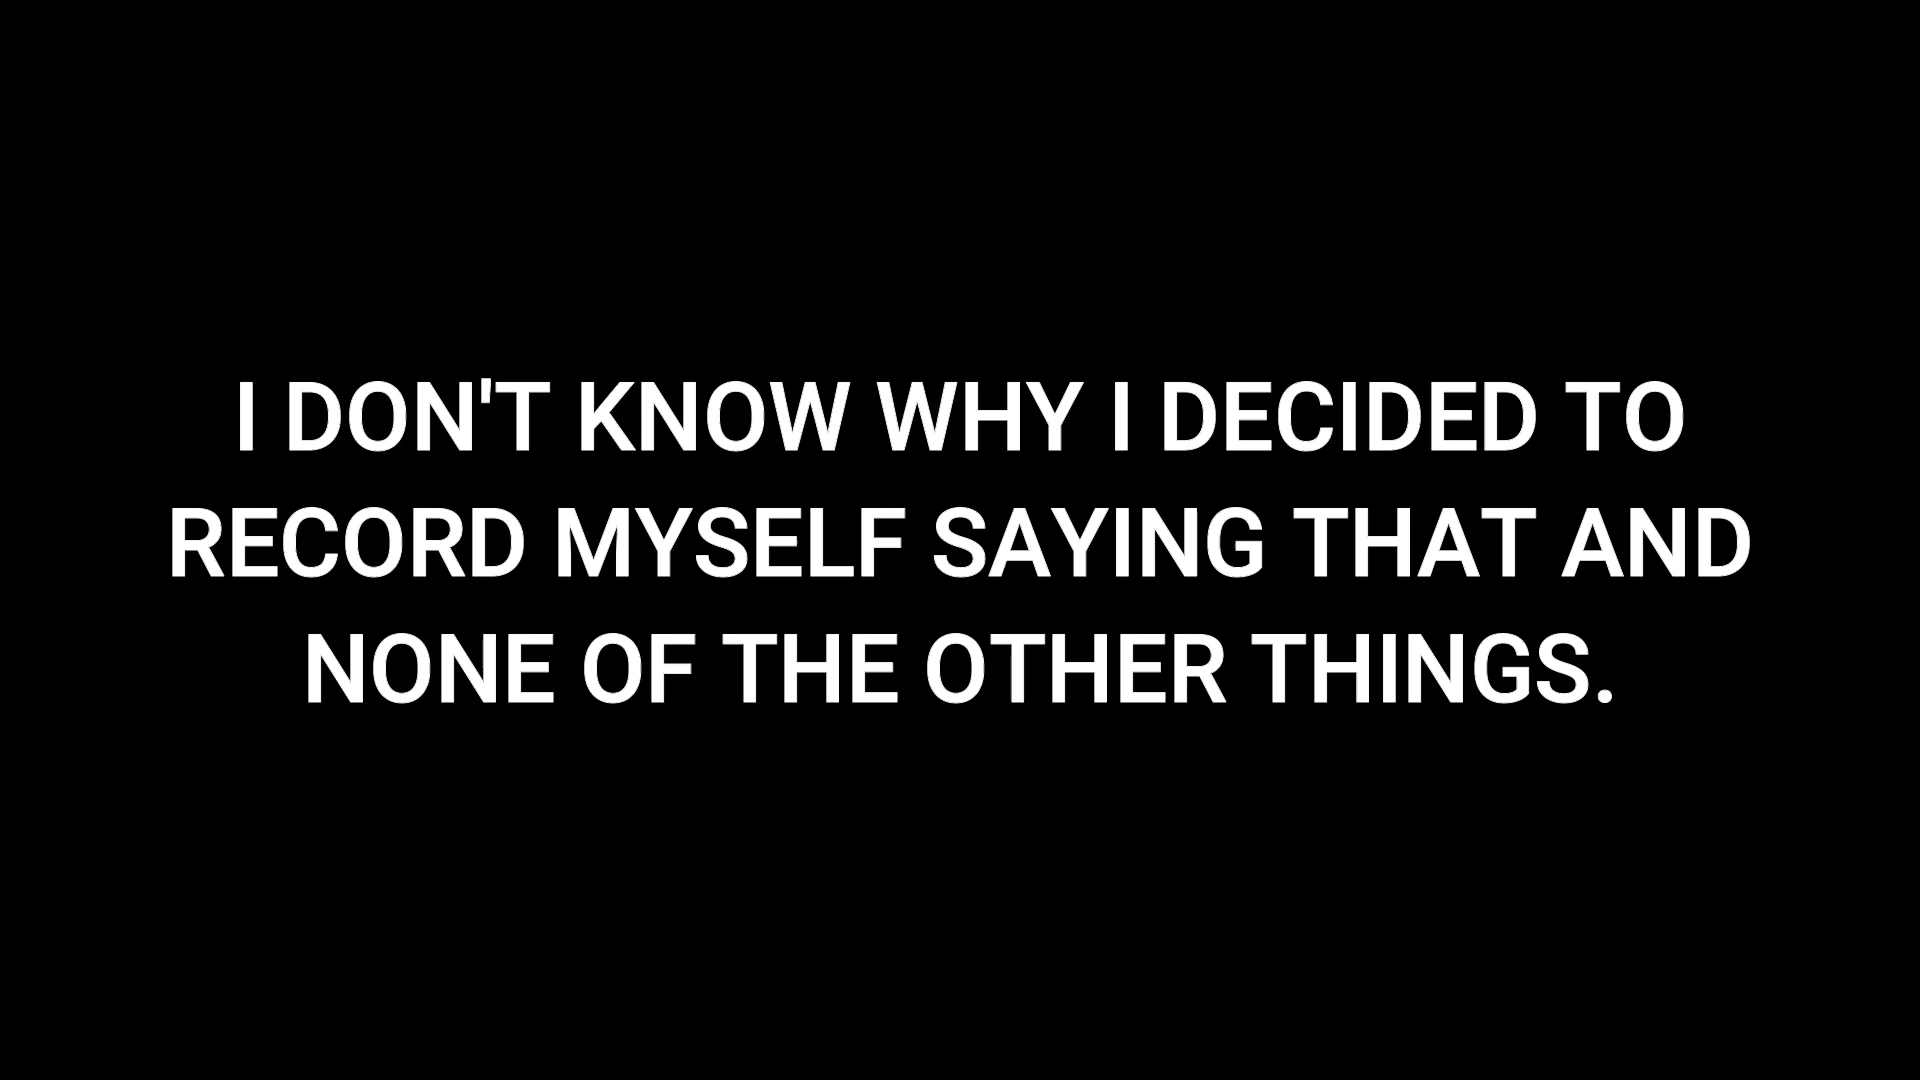 I DON'T KNOW WHY I DECIDED TO
RECORD MYSELF SAYING THAT AND
NONE OF THE OTHER THINGS.